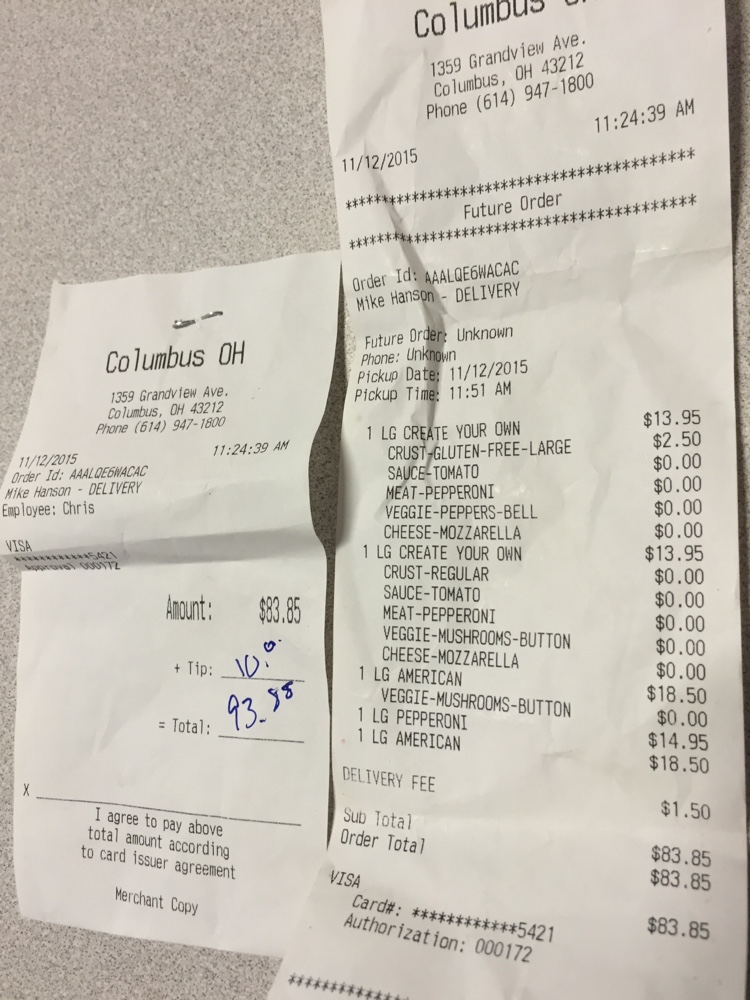 Columbus OH
1359 Grandview Ave.
Columbus, OH 43212
Phone (614) 947-1800
11/12/2015 11:24:39 AM
Order Id: AAALQE6WACAC
Mike Hanson - DELIVERY
Employee: Chris
VISA
************5421
Approval 000172
Amount: $83.85
+ Tip: 10.0
= Total: 93.85
X
I agree to pay above
total amount according
to card issuer agreement
Merchant Copy
Columbus
1359 Grandview Ave.
Columbus, OH 43212
Phone (614) 947-1800
11/12/2015 11:24:39 AM
****************************************
Future Order
****************************************
Order Id: AAALQE6WACAC
Mike Hanson - DELIVERY
Future Order: Unknown
Phone: Unknown
Pickup Date: 11/12/2015
Pickup Time: 11:51 AM
1 LG CREATE YOUR OWN $13.95
CRUST-GLUTEN-FREE-LARGE $2.50
SAUCE-TOMATO $0.00
MEAT-PEPPERONI $0.00
VEGGIE-PEPPERS-BELL $0.00
CHEESE-MOZZARELLA $0.00
1 LG CREATE YOUR OWN $13.95
CRUST-REGULAR $0.00
SAUCE-TOMATO $0.00
MEAT-PEPPERONI $0.00
VEGGIE-MUSHROOMS-BUTTON $0.00
CHEESE-MOZZARELLA $0.00
1 LG AMERICAN $18.50
VEGGIE-MUSHROOMS-BUTTON $0.00
1 LG PEPPERONI $14.95
1 LG AMERICAN $18.50
DELIVERY FEE $1.50
Sub Total $83.85
Order Total $83.85
VISA $83.85
Card#: ************5421
Authorization: 000172